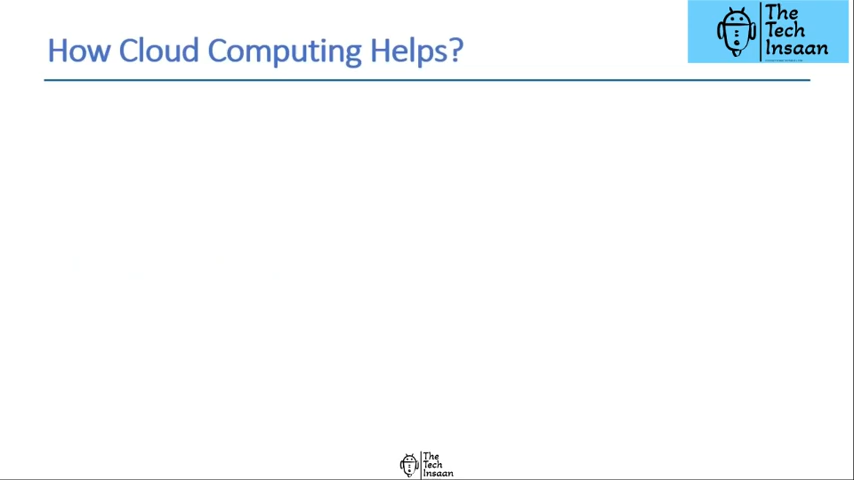 How Cloud Computing Helps?
The
Tech
Insaan
The
Tech
Insaan